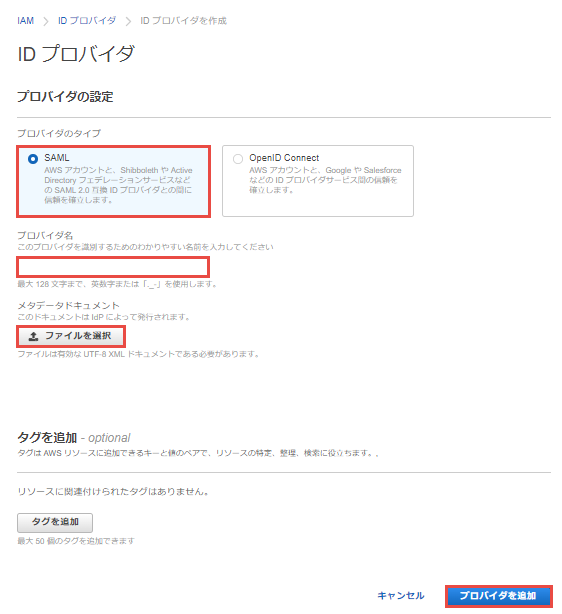 IAM > ID プロバイダ > ID プロバイダを作成
ID プロバイダ
プロバイダの設定
プロバイダのタイプ
SAML
AWS アカウントと、Shibboleth や Active
Directory フェデレーションサービスなど
の SAML 2.0 互換 ID プロバイダとの間に
信頼を確立します。
OpenID Connect
AWS アカウントと、Google や Salesforce
などの ID プロバイダサービス間の信頼を
確立します。
プロバイダ名
このプロバイダを識別するためのわかりやすい名前を入力してください
最大 128 文字まで、英数字または「._-」を使用します。
メタデータドキュメント
このドキュメントは IdP によって発行されます。
ファイルを選択
ファイルは有効な UTF-8 XML ドキュメントである必要があります。
タグを追加 - optional
タグは AWS リソースに追加できるキーと値のペアで、リソースの特定、整理、検索に役立ちます。.
リソースに関連付けられたタグはありません。
タグを追加
最大 50 個のタグを追加できます
キャンセル
プロバイダを追加